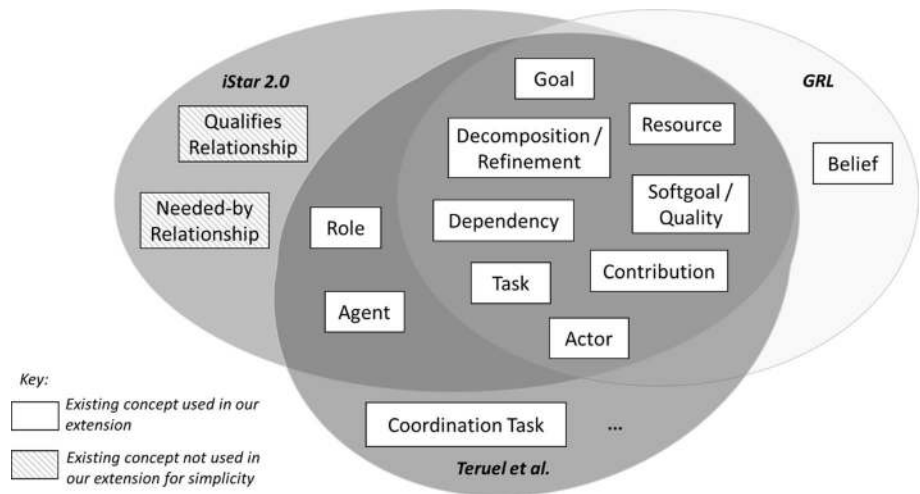 iStar 2.0
GRL
Goal
Qualifies
Relationship
Decomposition /
Refinement
Resource
Belief
Needed-by
Relationship
Role
Dependency
Softgoal /
Quality
Task
Contribution
Agent
Actor
Key:
Existing concept used in our
extension
Existing concept not used in
our extension for simplicity
Coordination Task
...
Teruel et al.